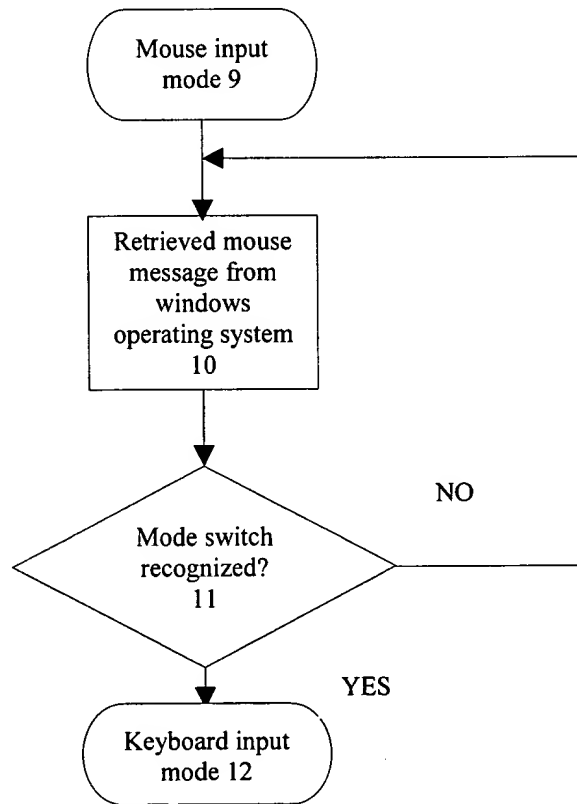 Mouse input
mode 9
Retrieved mouse
message from
windows
operating system
10
NO
Mode switch
recognized?
11
YES
Keyboard input
mode 12